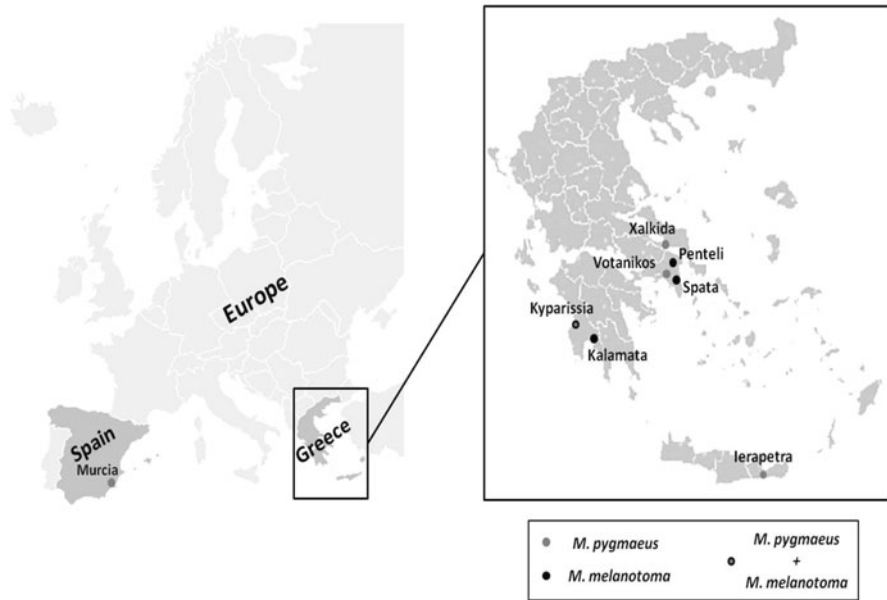 Europe
Spain
Murcia
Greece
Xalkida
Penteli
Votanikos
Spata
Kyparissia
Kalamata
Ierapetra
M. pygmaeus
M. melanotoma
M. pygmaeus
+
M. melanotoma